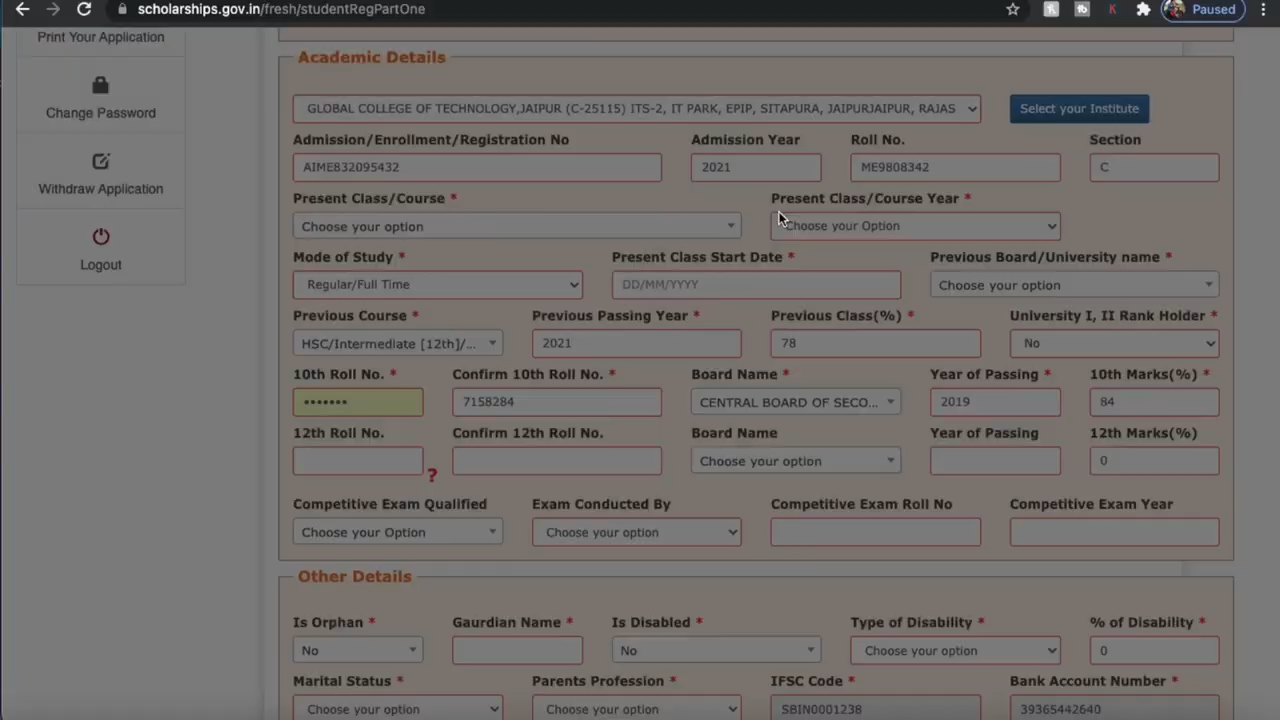 scholarships.gov.in/fresh/studentRegPartOne
Paused
Print Your Application
Change Password
Withdraw Application
Logout
Academic Details
GLOBAL COLLEGE OF TECHNOLOGY,JAIPUR (C-25115) ITS-2, IT PARK, EPIP, SITAPURA, JAIPURJAIPUR, RAJAS
Select your Institute
Admission/Enrollment/Registration No Admission Year Roll No. Section
AIME832095432 2021 ME9808342 C
Present Class/Course * Present Class/Course Year *
Choose your option Choose your Option
Mode of Study * Present Class Start Date * Previous Board/University name *
Regular/Full Time DD/MM/YYYY Choose your option
Previous Course * Previous Passing Year * Previous Class(%) * University I, II Rank Holder *
HSC/Intermediate [12th]/... 2021 78 No
10th Roll No. * Confirm 10th Roll No. * Board Name * Year of Passing * 10th Marks(%) *
••••••• 7158284 CENTRAL BOARD OF SECO... 2019 84
12th Roll No. Confirm 12th Roll No. Board Name Year of Passing 12th Marks(%)
? Choose your option 0
Competitive Exam Qualified Exam Conducted By Competitive Exam Roll No Competitive Exam Year
Choose your Option Choose your option
Other Details
Is Orphan * Gaurdian Name * Is Disabled * Type of Disability * % of Disability *
No No Choose your option 0
Marital Status * Parents Profession * IFSC Code * Bank Account Number *
Choose your option Choose your option SBIN0001238 39365442640